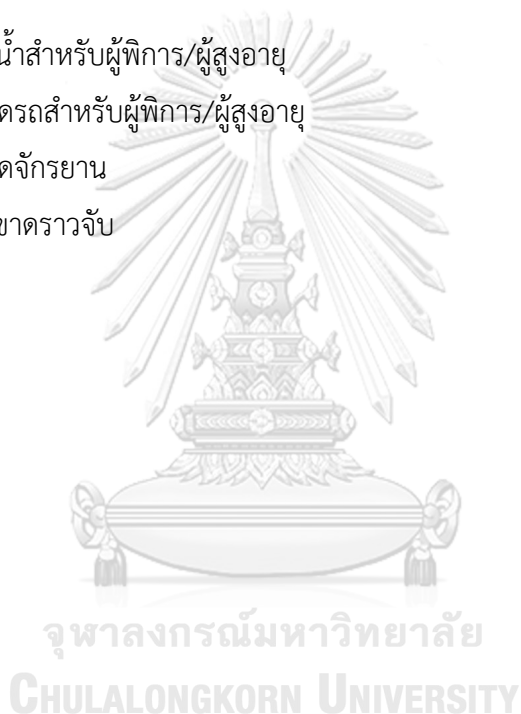 น้ำสำหรับผู้พิการ/ผู้สูงอายุ
ดรถสำหรับผู้พิการ/ผู้สูงอายุ
ดจักรยาน
ขาดราวจับ
จุฬาลงกรณ์มหาวิทยาลัย
CHULALONGKORN UNIVERSITY